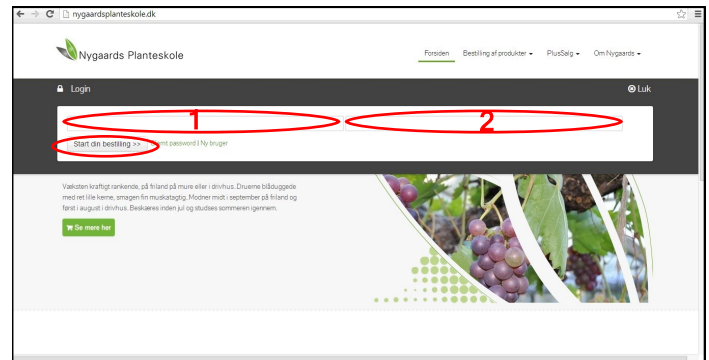 nygaardsplanteskole.dk
Nygaards Planteskole
Forsiden Bestilling af produkter PlusSalg Om Nygaards
Login
Luk
1 2
Start din bestilling >> Glemt password | Ny bruger
Væksten kraftigt rankende, på friland på mure eller i drivhus. Druerne blåduggede
med ret lille kerne, smagen fin muskatagtig. Modner midt i september på friland og
først i august i drivhus. Beskæres inden jul og studses sommeren igennem.
Se mere her